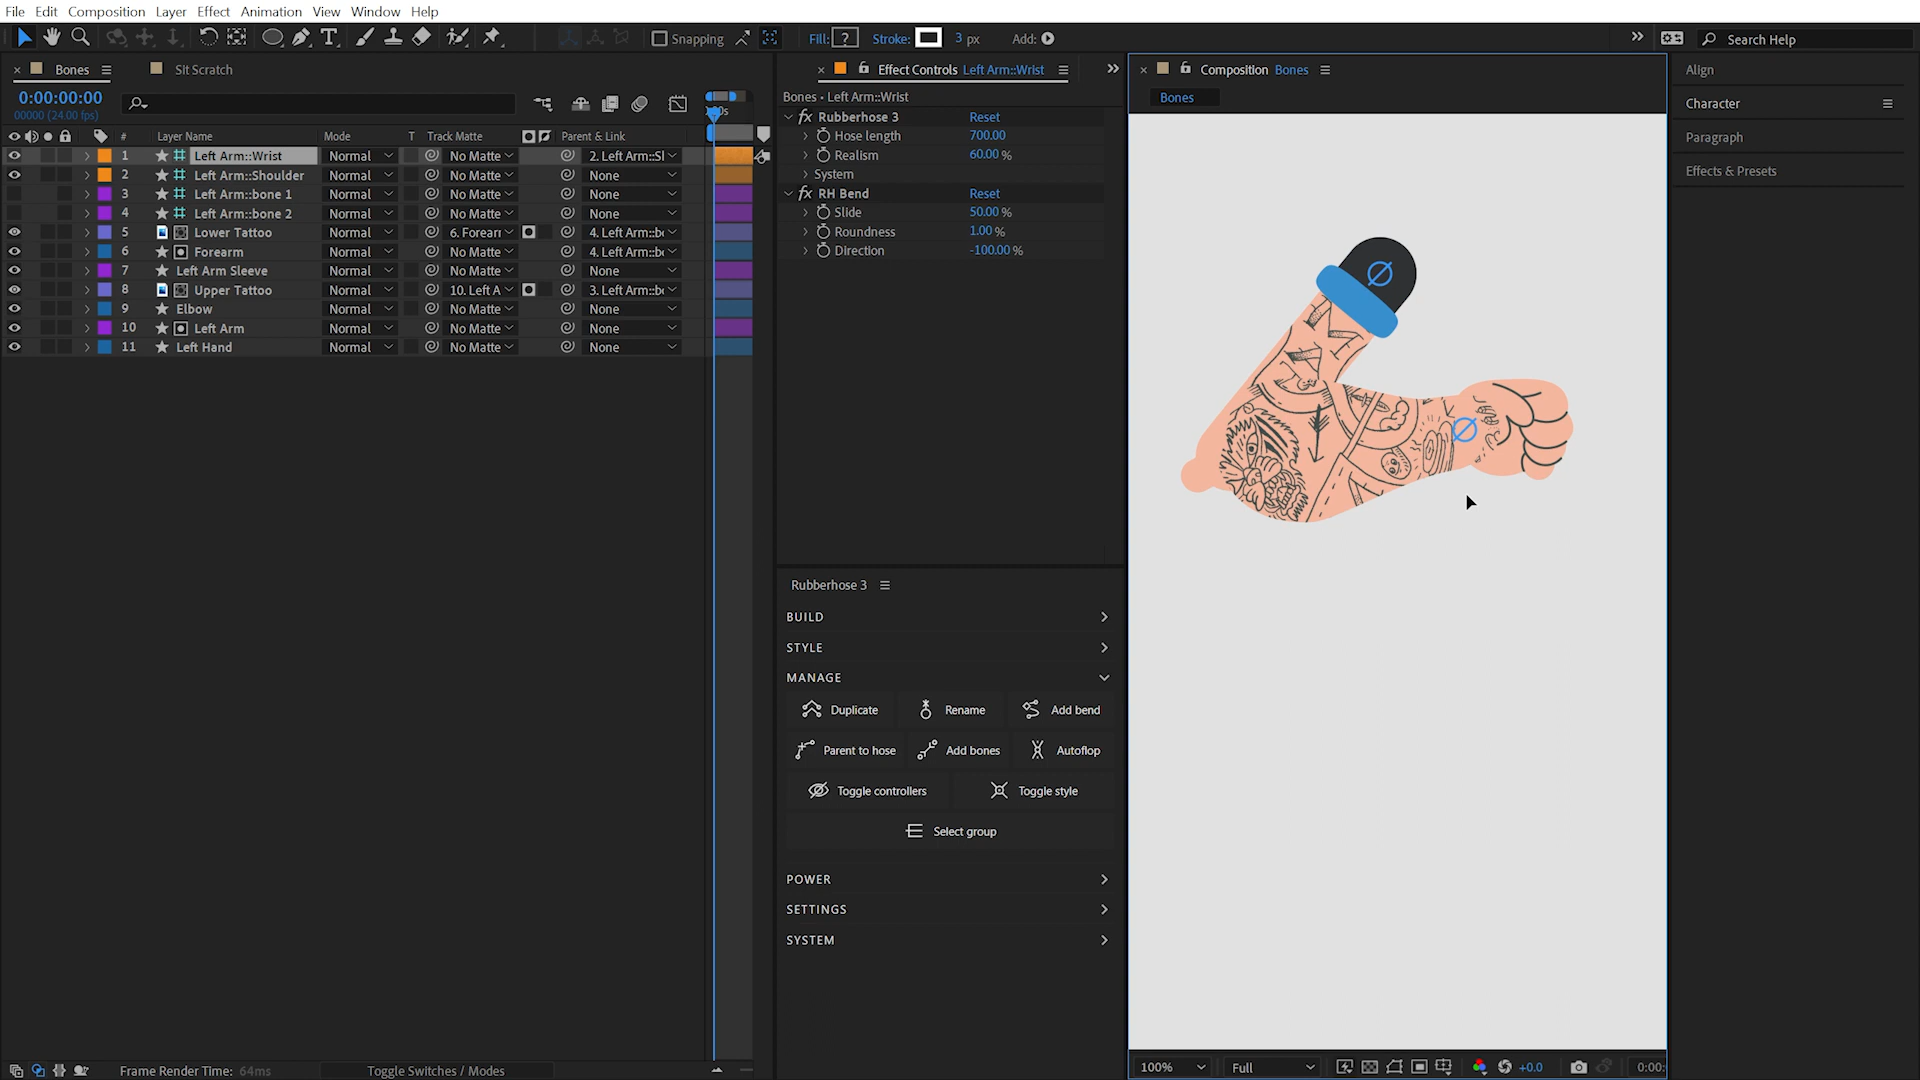 File Edit Composition Layer Effect Animation View Window Help
Snapping Fill: ? Stroke: 3 px Add: Search Help
Bones Sit Scratch
0:00:00:00
00000 (24.00 fps)
# Layer Name Mode T Track Matte Parent & Link
1 Left Arm::Wrist Normal No Matte 2. Left Arm::Sl
2 Left Arm::Shoulder Normal No Matte None
3 Left Arm::bone 1 Normal No Matte None
4 Left Arm::bone 2 Normal No Matte None
5 Lower Tattoo Normal 6. Forearr 4. Left Arm::b
6 Forearm Normal No Matte 4. Left Arm::b
7 Left Arm Sleeve Normal No Matte None
8 Upper Tattoo Normal 10. Left A 3. Left Arm::b
9 Elbow Normal No Matte None
10 Left Arm Normal No Matte None
11 Left Hand Normal No Matte None
Frame Render Time: 64ms Toggle Switches / Modes
Effect Controls Left Arm::Wrist
Bones • Left Arm::Wrist
fx Rubberhose 3 Reset
Hose length 700.00
Realism 60.00 %
System
fx RH Bend Reset
Slide 50.00 %
Roundness 1.00 %
Direction -100.00 %
Rubberhose 3
BUILD
STYLE
MANAGE
Duplicate Rename Add bend
Parent to hose Add bones Autoflop
Toggle controllers Toggle style
Select group
POWER
SETTINGS
SYSTEM
Composition Bones
Bones
100% Full +0.0 0:00:
Align
Character
Paragraph
Effects & Presets